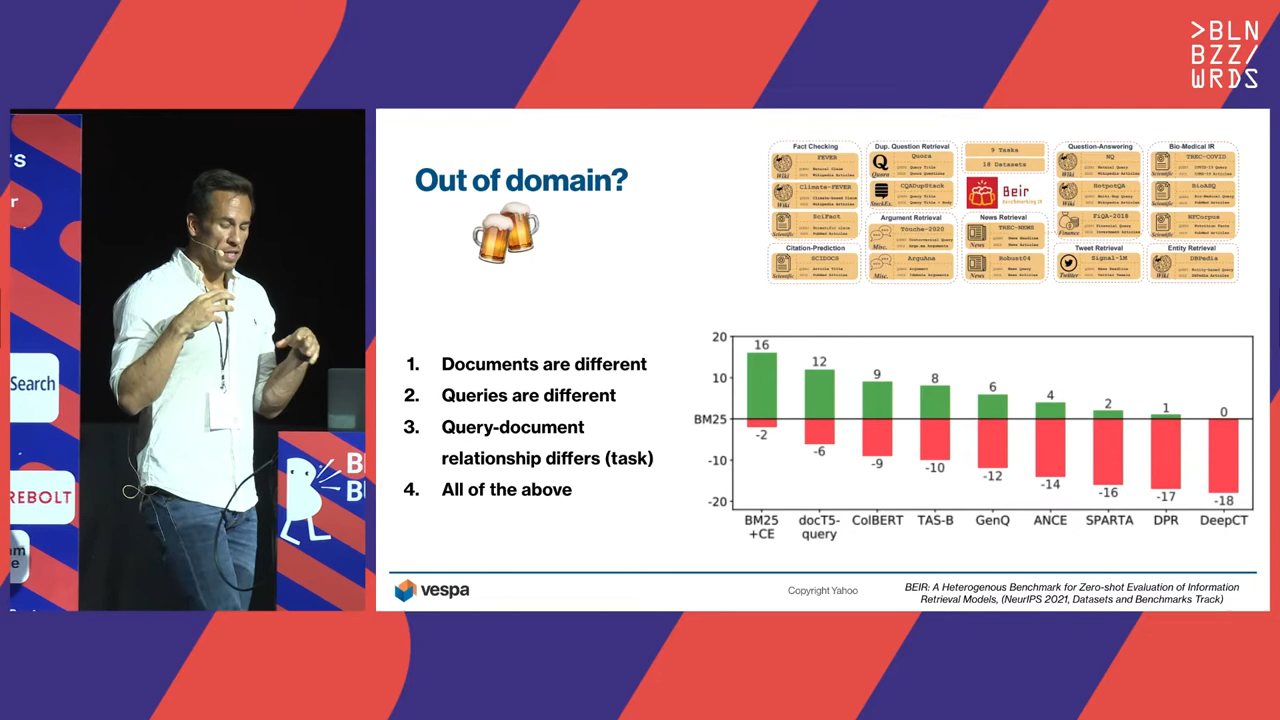 >BLN
BZZ/
WRDS
's
r
Search
REBOLT
B
B
Out of domain?
1. Documents are different
2. Queries are different
3. Query-document
relationship differs (task)
4. All of the above
Fact Checking
FEVER
Wikipedia Articles
Climate-FEVER
Wikipedia Articles
SciFact
Citation-Prediction
SCIDOCS
Dup. Question Retrieval
Quora
CQADupStack
Argument Retrieval
Touche-2020
ArguAna
9 Tasks
18 Datasets
Beir
News Retrieval
TREC-NEWS
Robust04
Question-Answering
NQ
HotpotQA
FiQA-2018
Tweet Retrieval
Signal-1M
Bio-Medical IR
TREC-COVID
BioASQ
NFCorpus
Entity Retrieval
DBPedia
20
10
BM25
-10
-20
16 12 9 8 6 4 2 1 0
-2 -6 -9 -10 -12 -14 -16 -17 -18
BM25 docT5- ColBERT TAS-B GenQ ANCE SPARTA DPR DeepCT
+CE query
vespa
Copyright Yahoo
BEIR: A Heterogenous Benchmark for Zero-shot Evaluation of Information
Retrieval Models, (NeurIPS 2021, Datasets and Benchmarks Track)